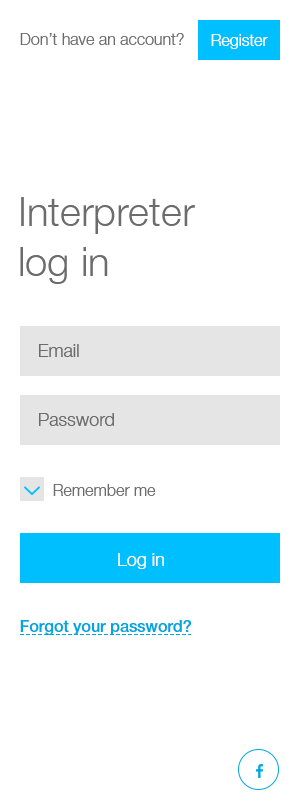 Don't have an account? Register
Interpreter
log in
Email
Password
Remember me
Log in
Forgot your password?
f